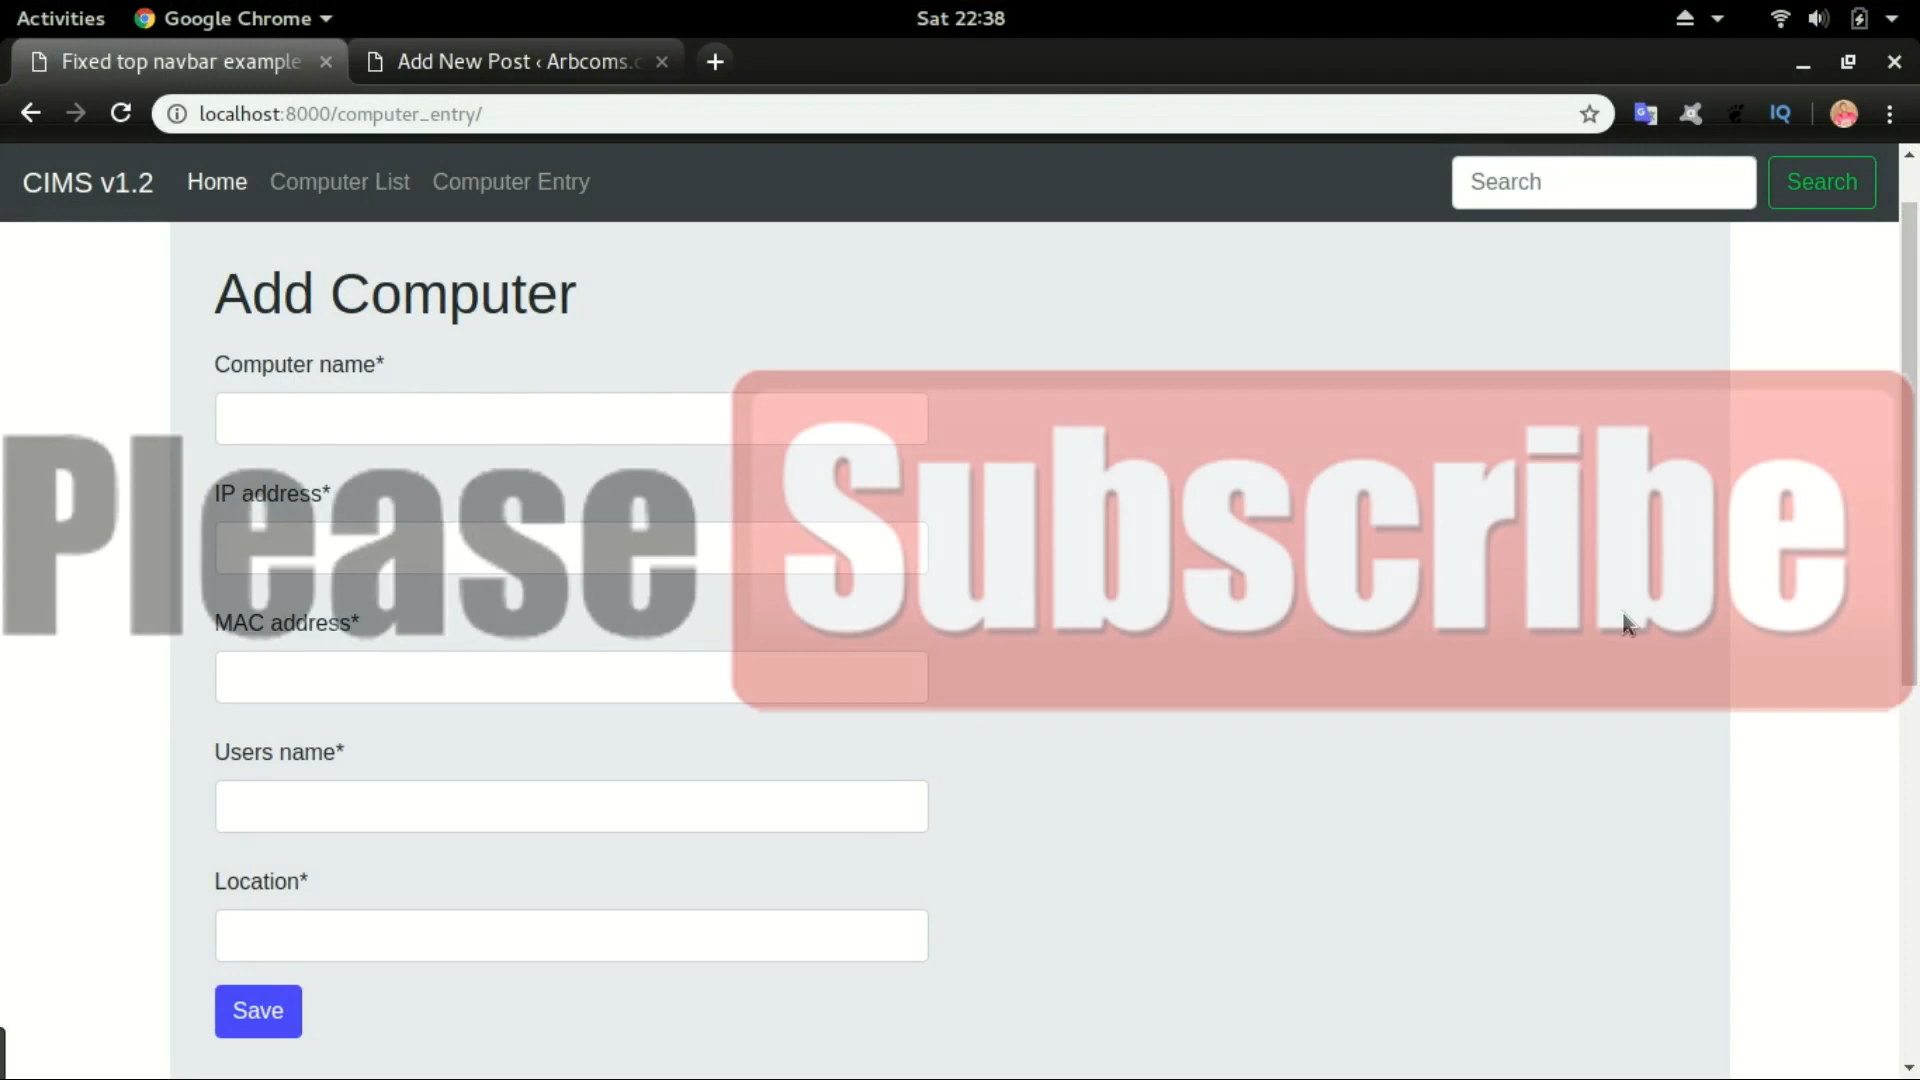 Activities Google Chrome Sat 22:38
Fixed top navbar example Add New Post ‹ Arbcoms.
localhost:8000/computer_entry/ IQ
CIMS v1.2 Home Computer List Computer Entry Search Search
Add Computer
Computer name*
IP address*
Please Subscribe
MAC address*
Users name*
Location*
Save